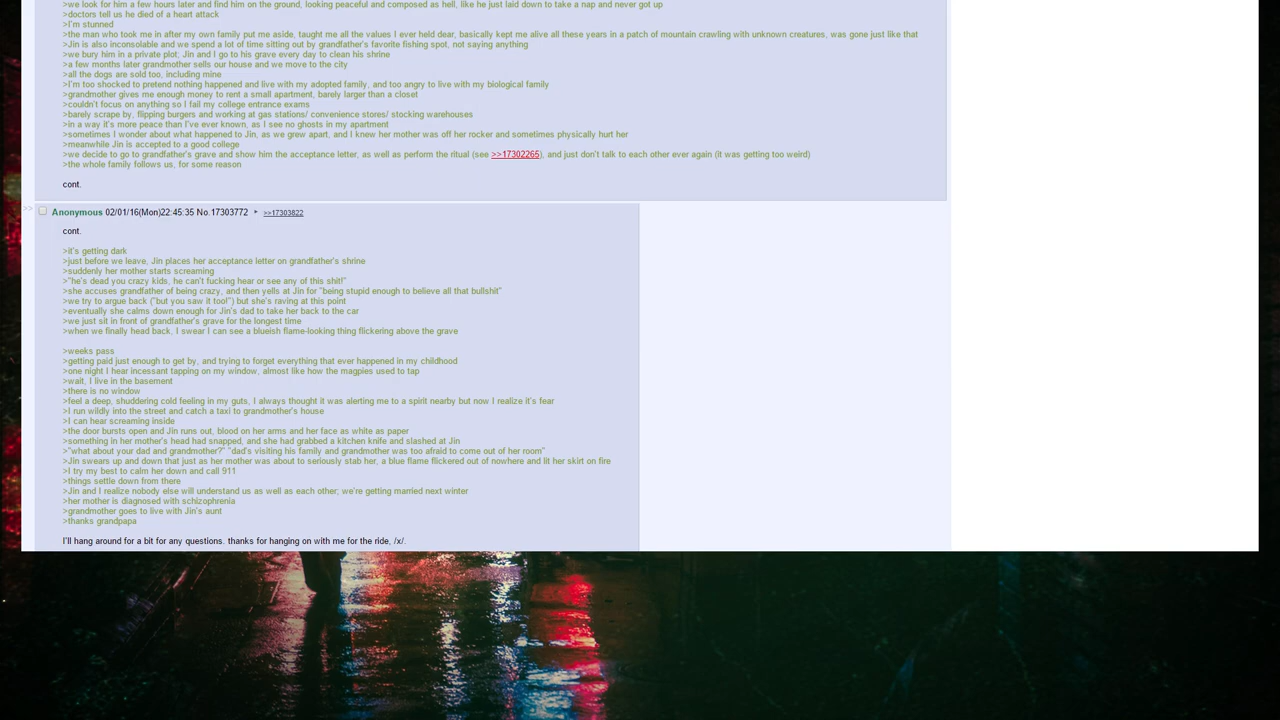 >we look for him a few hours later and find him on the ground, looking peaceful and composed as hell, like he just laid down to take a nap and never got up
>doctors tell us he died of a heart attack
>I'm stunned
>the man who took me in after my own family put me aside, taught me all the values I ever held dear, basically kept me alive all these years in a patch of mountain crawling with unknown creatures, was gone just like that
>Jin is also inconsolable and we spend a lot of time sitting out by grandfather's favorite fishing spot, not saying anything
>we bury him in a private plot; Jin and I go to his grave every day to clean his shrine
>a few months later grandmother sells our house and we move to the city
>all the dogs are sold too, including mine
>I'm too shocked to pretend nothing happened and live with my adopted family, and too angry to live with my biological family
>grandmother gives me enough money to rent a small apartment, barely larger than a closet
>couldn't focus on anything so I fail my college entrance exams
>barely scrape by, flipping burgers and working at gas stations/ convenience stores/ stocking warehouses
>in a way it's more peace than I've ever known, as I see no ghosts in my apartment
>sometimes I wonder about what happened to Jin, as we grew apart, and I knew her mother was off her rocker and sometimes physically hurt her
>meanwhile Jin is accepted to a good college
>we decide to go to grandfather's grave and show him the acceptance letter, as well as perform the ritual (see >>17302265), and just don't talk to each other ever again (it was getting too weird)
>the whole family follows us, for some reason
cont.
>> Anonymous 02/01/16(Mon)22:45:35 No.17303772 ▶ >>17303822
cont.
>it's getting dark
>just before we leave, Jin places her acceptance letter on grandfather's shrine
>suddenly her mother starts screaming
>"he's dead you crazy kids, he can't fucking hear or see any of this shit!"
>she accuses grandfather of being crazy, and then yells at Jin for "being stupid enough to believe all that bullshit"
>we try to argue back ("but you saw it too!") but she's raving at this point
>eventually she calms down enough for Jin's dad to take her back to the car
>we just sit in front of grandfather's grave for the longest time
>when we finally head back, I swear I can see a blueish flame-looking thing flickering above the grave
>weeks pass
>getting paid just enough to get by, and trying to forget everything that ever happened in my childhood
>one night I hear incessant tapping on my window, almost like how the magpies used to tap
>wait, I live in the basement
>there is no window
>feel a deep, shuddering cold feeling in my guts, I always thought it was alerting me to a spirit nearby but now I realize it's fear
>I run wildly into the street and catch a taxi to grandmother's house
>I can hear screaming inside
>the door bursts open and Jin runs out, blood on her arms and her face as white as paper
>something in her mother's head had snapped, and she had grabbed a kitchen knife and slashed at Jin
>"what about your dad and grandmother?" "dad's visiting his family and grandmother was too afraid to come out of her room"
>Jin swears up and down that just as her mother was about to seriously stab her, a blue flame flickered out of nowhere and lit her skirt on fire
>I try my best to calm her down and call 911
>things settle down from there
>Jin and I realize nobody else will understand us as well as each other; we're getting married next winter
>her mother is diagnosed with schizophrenia
>grandmother goes to live with Jin's aunt
>thanks grandpapa
I'll hang around for a bit for any questions. thanks for hanging on with me for the ride, /x/.